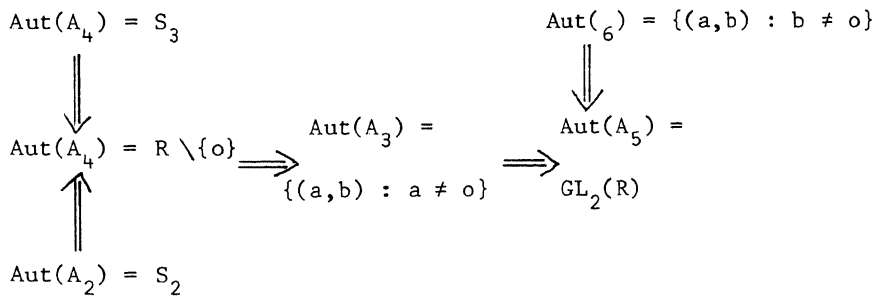 Aut(A₄) = S₃
Aut(₆) = {(a,b) : b ≠ o}
Aut(A₄) = R \{o}
Aut(A₃) =
{(a,b) : a ≠ o}
Aut(A₅) =
GL₂(R)
Aut(A₂) = S₂